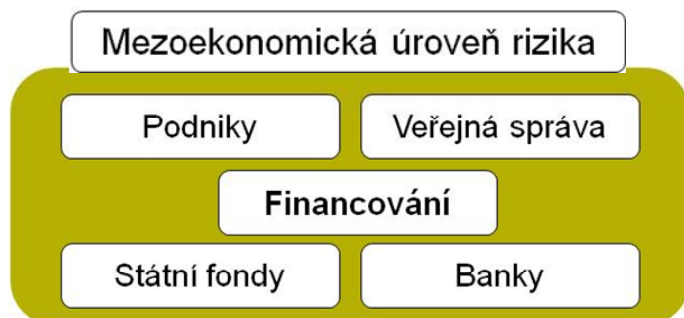 Mezoekonomická úroveň rizika
Podniky
Veřejná správa
Financování
Státní fondy
Banky